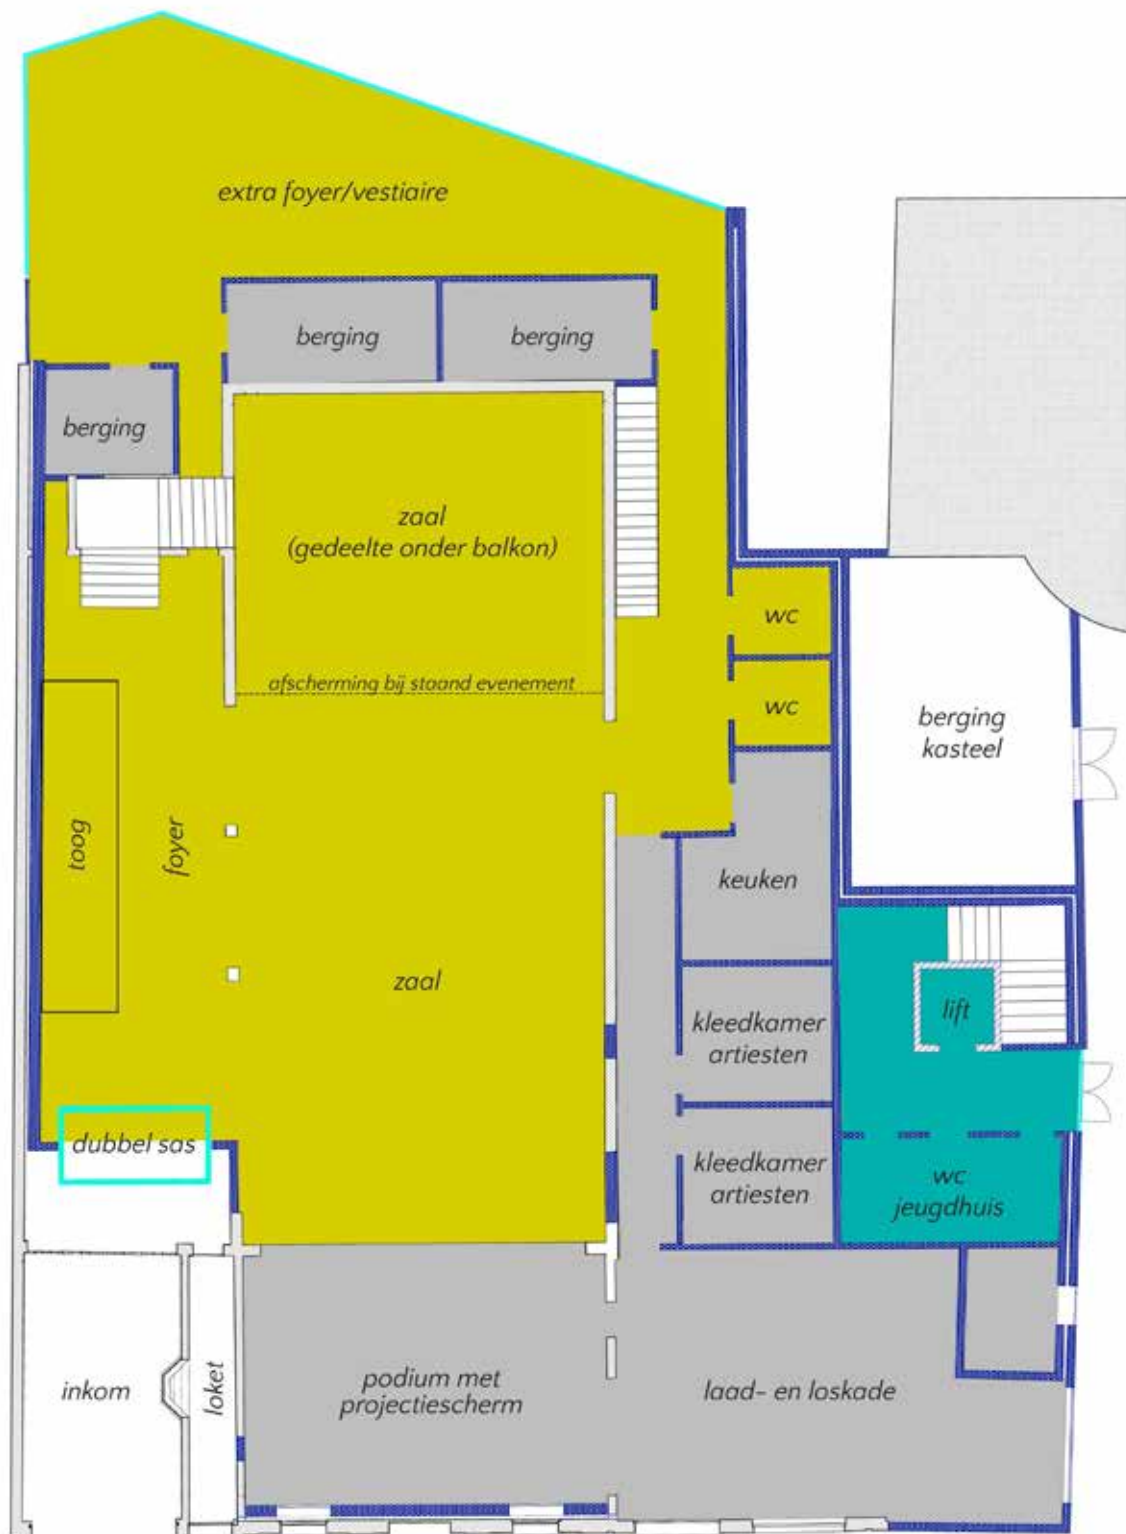 extra foyer/vestiaire
berging
berging
berging
zaal
(gedeelte onder balkon)
wc
afscherming bij staand evenement
wc
berging
kasteel
toog
foyer
keuken
zaal
lift
kleedkamer
artiesten
dubbel sas
kleedkamer
artiesten
wc
jeugdhuis
inkom
loket
podium met
projectiescherm
laad- en loskade